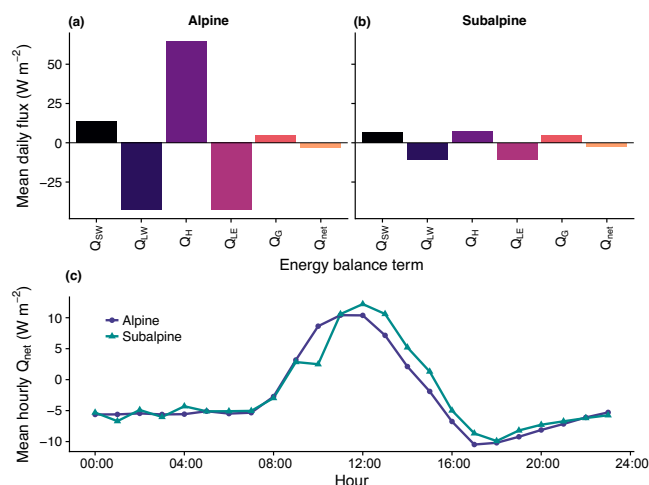 (a) Alpine
(b) Subalpine
Mean daily flux (W m⁻²)
50
25
0
−25
Q_SW Q_LW Q_H Q_LE Q_G Q_net
Q_SW Q_LW Q_H Q_LE Q_G Q_net
Energy balance term
(c)
Mean hourly Q_net (W m⁻²)
10
5
0
−5
−10
Alpine
Subalpine
00:00 04:00 08:00 12:00 16:00 20:00 24:00
Hour